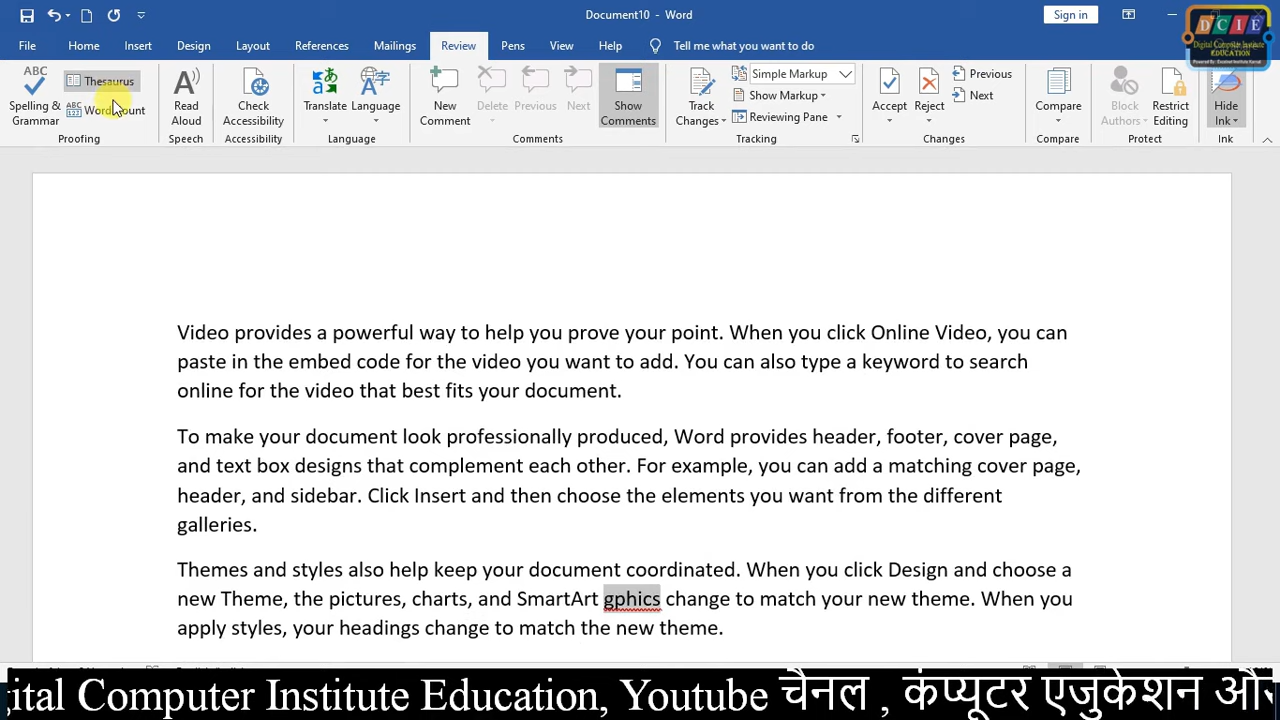 Document10 - Word
Sign in
File Home Insert Design Layout References Mailings Review Pens View Help Tell me what you want to do
DCIE
Digital Computer Institute
EDUCATION
ABC
Spelling & Grammar
Thesaurus
ABC 123 Word Count
Proofing
A
Read Aloud
Speech
Check Accessibility
Accessibility
Translate
Language
Language
New Comment
Delete
Previous
Next
Show Comments
Comments
Track Changes
Simple Markup
Show Markup
Reviewing Pane
Tracking
Accept
Reject
Previous
Next
Changes
Compare
Compare
Block Authors
Restrict Editing
Protect
Hide Ink
Ink
Video provides a powerful way to help you prove your point. When you click Online Video, you can
paste in the embed code for the video you want to add. You can also type a keyword to search
online for the video that best fits your document.
To make your document look professionally produced, Word provides header, footer, cover page,
and text box designs that complement each other. For example, you can add a matching cover page,
header, and sidebar. Click Insert and then choose the elements you want from the different
galleries.
Themes and styles also help keep your document coordinated. When you click Design and choose a
new Theme, the pictures, charts, and SmartArt gphics change to match your new theme. When you
apply styles, your headings change to match the new theme.
ital Computer Institute Education, Youtube चैनल , कंप्यूटर एजुकेशन और